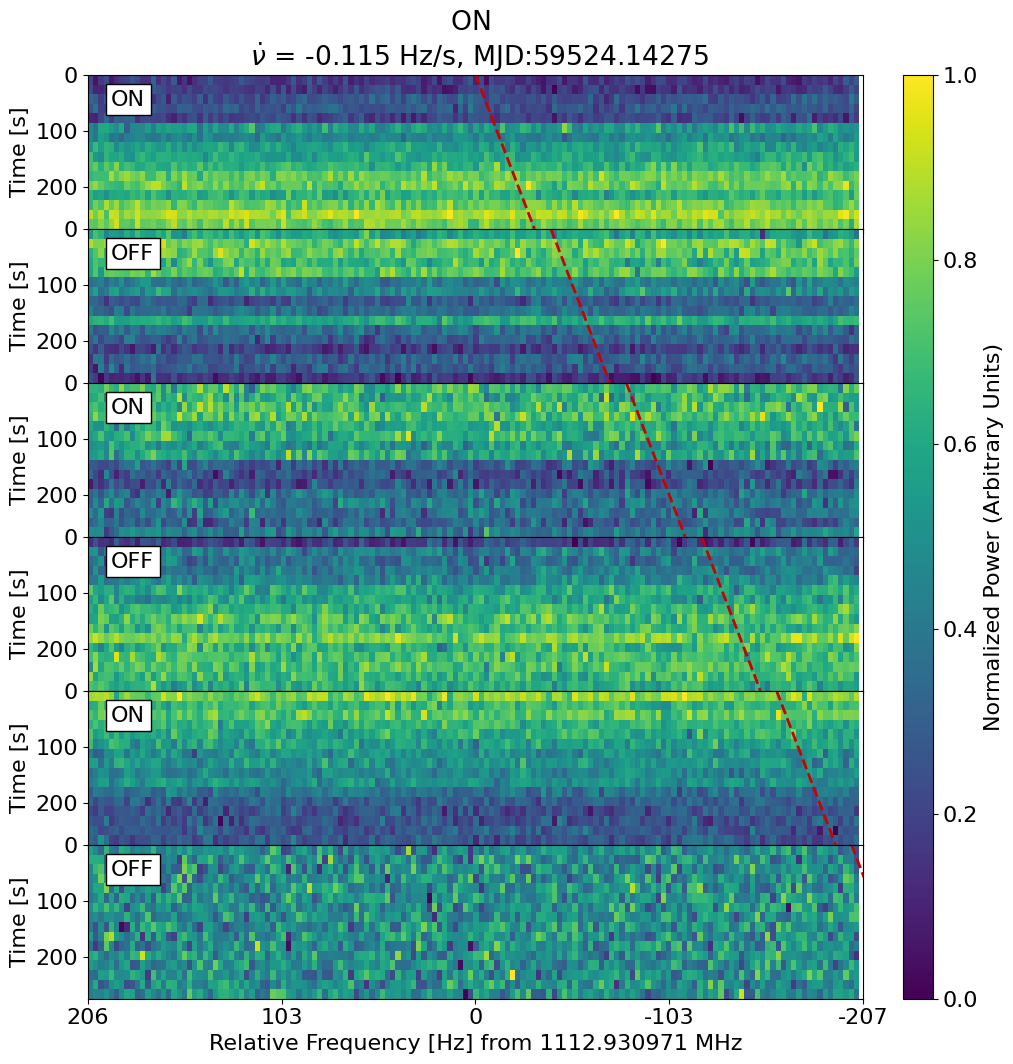 ON
ν̇ = -0.115 Hz/s, MJD:59524.14275
0
ON
100
Time [s]
200
0
OFF
100
Time [s]
200
0
ON
100
Time [s]
200
0
OFF
100
Time [s]
200
0
ON
100
Time [s]
200
0
OFF
100
Time [s]
200
206 103 0 -103 -207
Relative Frequency [Hz] from 1112.930971 MHz
1.0
0.8
0.6
0.4
0.2
0.0
Normalized Power (Arbitrary Units)